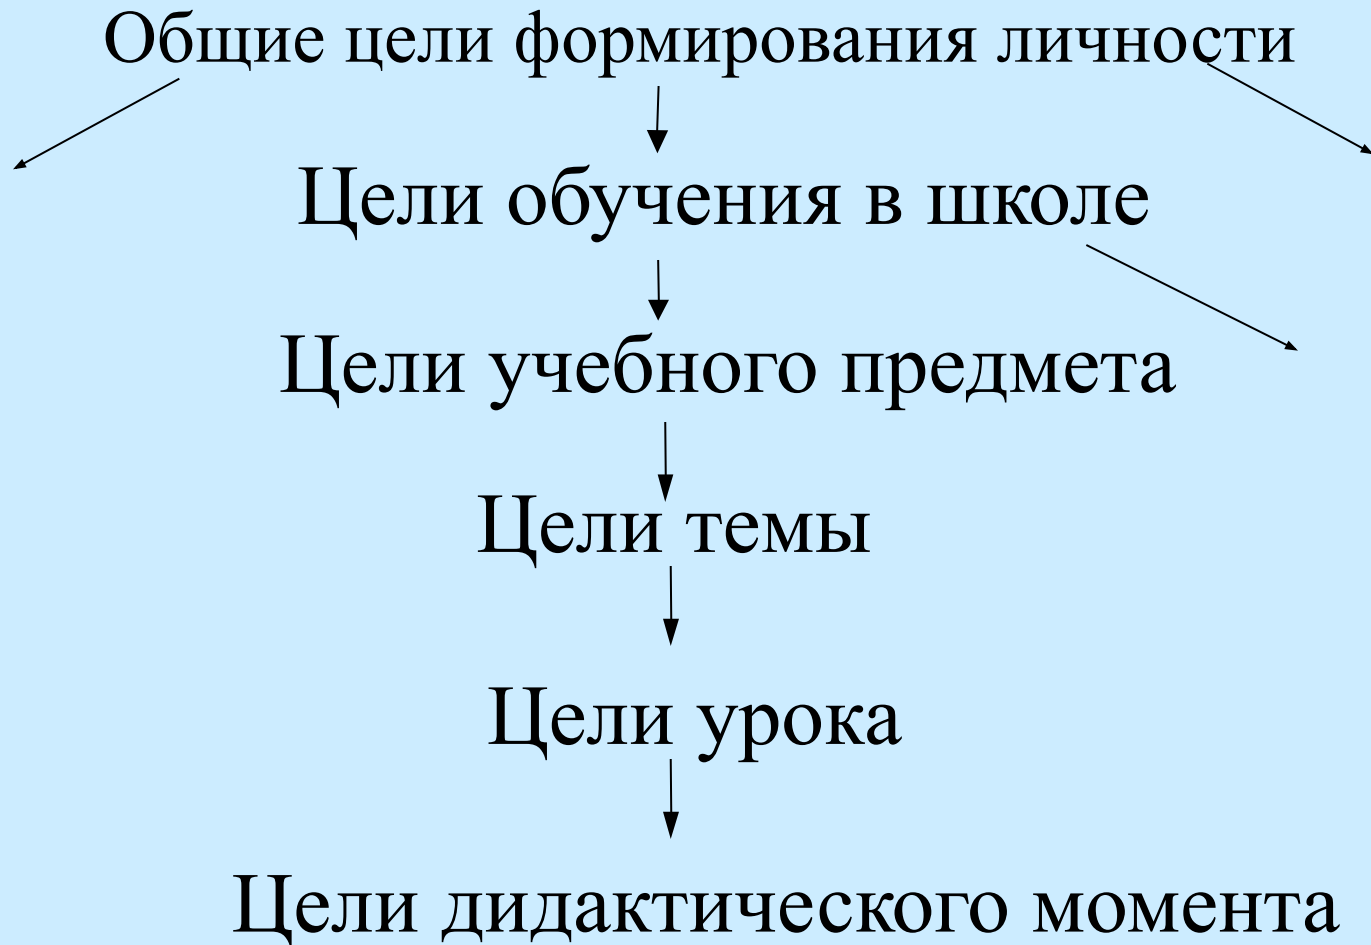 Общие цели формирования личности
Цели обучения в школе
Цели учебного предмета
Цели темы
Цели урока
Цели дидактического момента